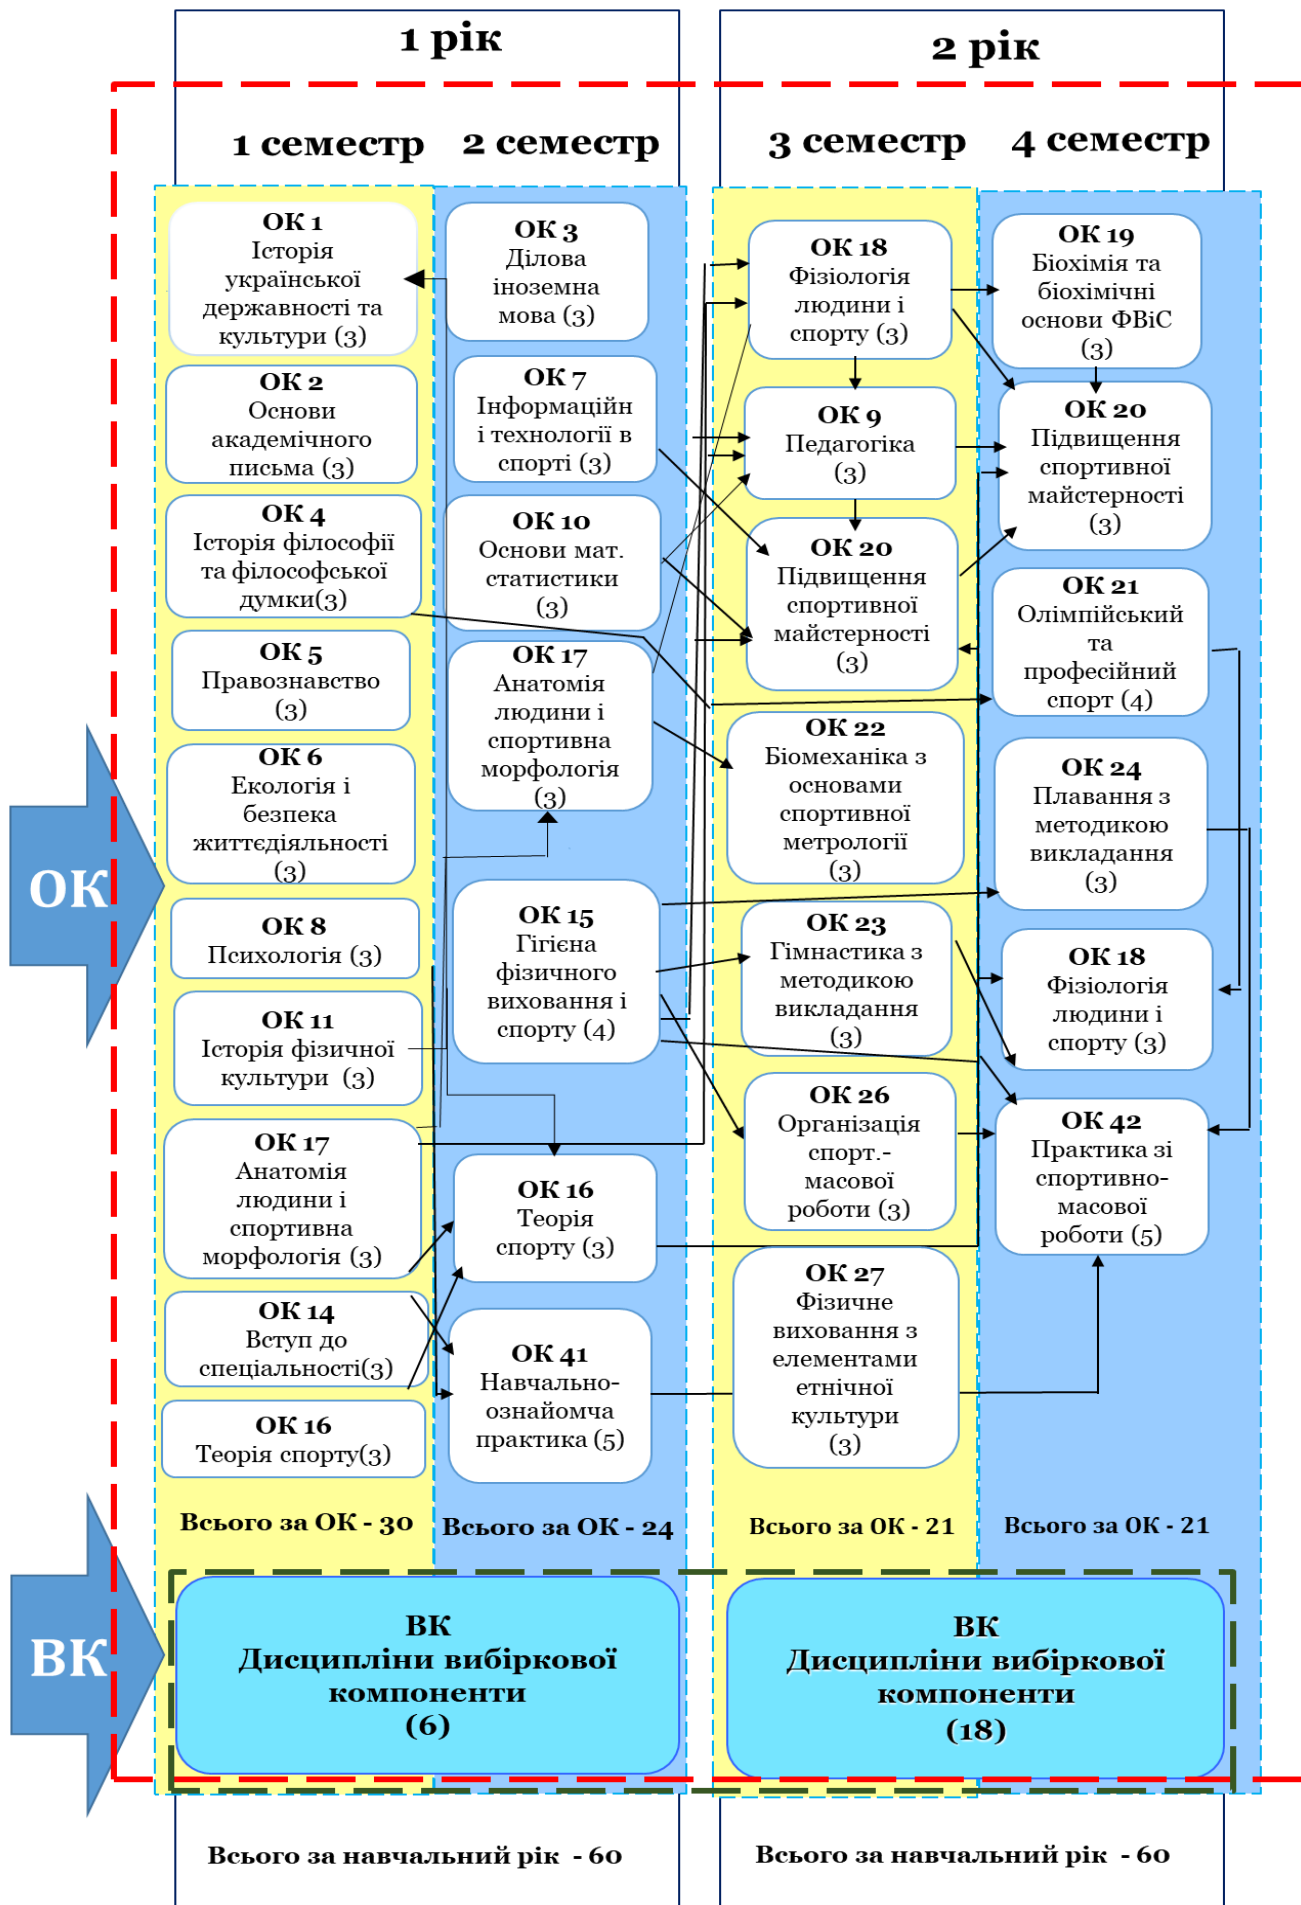 1 рік
2 рік
1 семестр
2 семестр
3 семестр
4 семестр
ОК
ОК 1
Історія
української
державності та
культури (3)
ОК 2
Основи
академічного
письма (3)
ОК 4
Історія філософії
та філософської
думки(3)
ОК 5
Правознавство
(3)
ОК 6
Екологія і
безпека
життєдіяльності
(3)
ОК 8
Психологія (3)
ОК 11
Історія фізичної
культури (3)
ОК 17
Анатомія
людини і
спортивна
морфологія (3)
ОК 14
Вступ до
спеціальності(3)
ОК 16
Теорія спорту(3)
Всього за ОК - 30
ОК 3
Ділова
іноземна
мова (3)
ОК 7
Інформаційн
і технології в
спорті (3)
ОК 10
Основи мат.
статистики
(3)
ОК 17
Анатомія
людини і
спортивна
морфологія
(3)
ОК 15
Гігієна
фізичного
виховання і
спорту (4)
ОК 16
Теорія
спорту (3)
ОК 41
Навчально-
ознайомча
практика (5)
Всього за ОК - 24
ОК 18
Фізіологія
людини і
спорту (3)
ОК 9
Педагогіка
(3)
ОК 20
Підвищення
спортивної
майстерності
(3)
ОК 22
Біомеханіка з
основами
спортивної
метрології
(3)
ОК 23
Гімнастика з
методикою
викладання
(3)
ОК 26
Організація
спорт.-
масової
роботи (3)
ОК 27
Фізичне
виховання з
елементами
етнічної
культури
(3)
Всього за ОК - 21
ОК 19
Біохімія та
біохімічні
основи ФВіС
(3)
ОК 20
Підвищення
спортивної
майстерності
(3)
ОК 21
Олімпійський
та
професійний
спорт (4)
ОК 24
Плавання з
методикою
викладання
(3)
ОК 18
Фізіологія
людини і
спорту (3)
ОК 42
Практика зі
спортивно-
масової
роботи (5)
Всього за ОК - 21
ВК
ВК
Дисципліни вибіркової
компоненти
(6)
ВК
Дисципліни вибіркової
компоненти
(18)
Всього за навчальний рік - 60
Всього за навчальний рік - 60